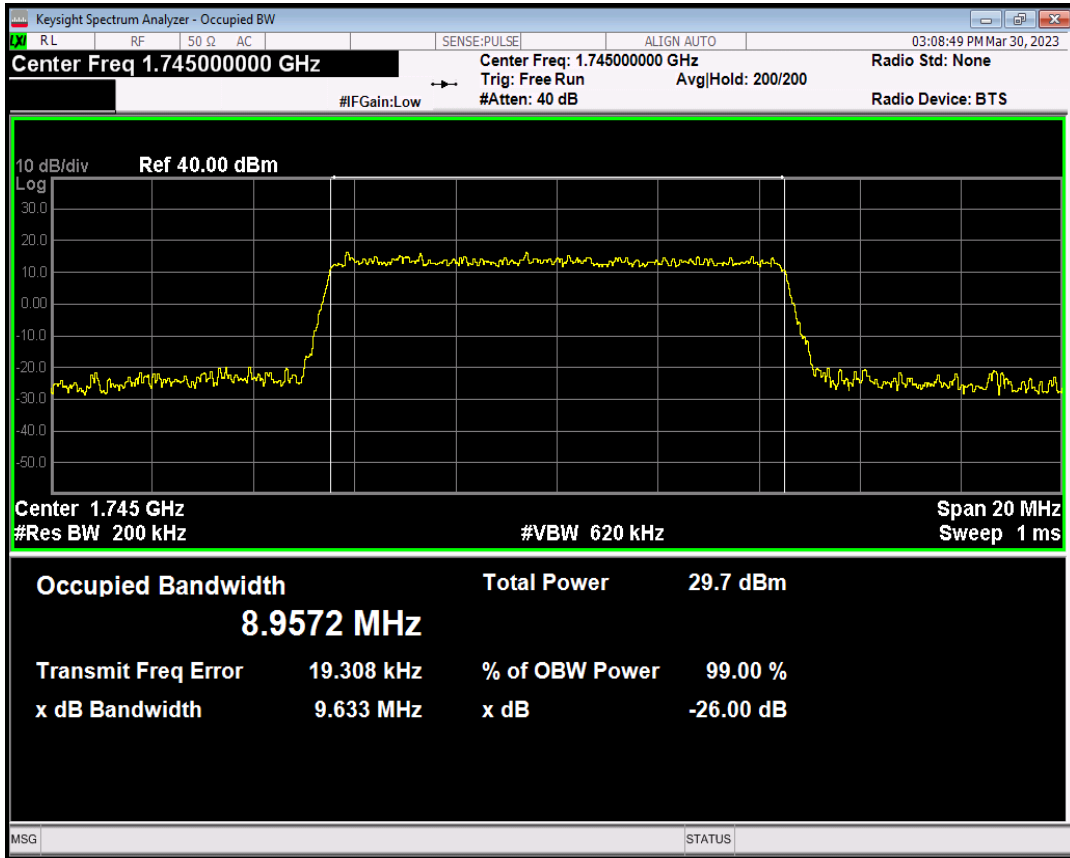 Keysight Spectrum Analyzer - Occupied BW
LXI RL RF 50 Ω AC SENSE:PULSE ALIGN AUTO 03:08:49 PM Mar 30, 2023
Center Freq 1.745000000 GHz Center Freq: 1.745000000 GHz Radio Std: None
Trig: Free Run Avg|Hold: 200/200
#IFGain:Low #Atten: 40 dB Radio Device: BTS
10 dB/div Ref 40.00 dBm
Log
30.0
20.0
10.0
0.00
-10.0
-20.0
-30.0
-40.0
-50.0
Center 1.745 GHz Span 20 MHz
#Res BW 200 kHz #VBW 620 kHz Sweep 1 ms
Occupied Bandwidth Total Power 29.7 dBm
8.9572 MHz
Transmit Freq Error 19.308 kHz % of OBW Power 99.00 %
x dB Bandwidth 9.633 MHz x dB -26.00 dB
MSG STATUS